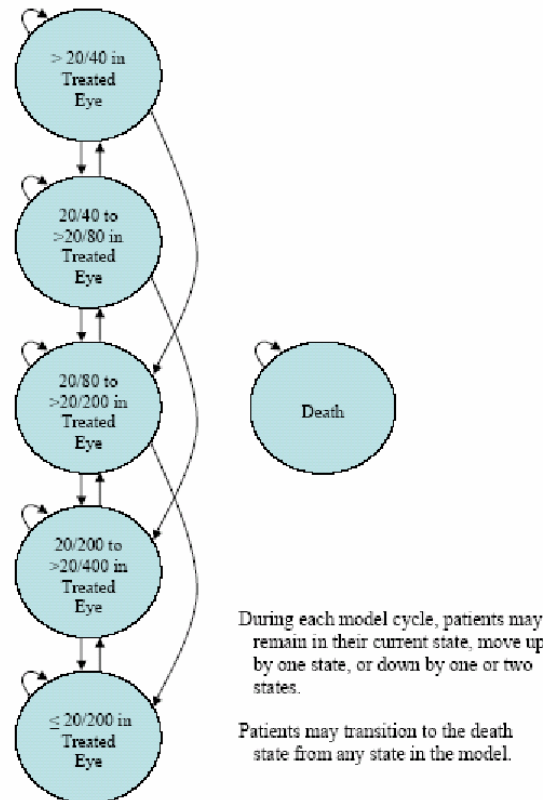 > 20/40 in
Treated
Eye
20/40 to
>20/80 in
Treated
Eye
20/80 to
>20/200 in
Treated
Eye
Death
20/200 to
>20/400 in
Treated
Eye
≤ 20/200 in
Treated
Eye
During each model cycle, patients may
remain in their current state, move up
by one state, or down by one or two
states.
Patients may transition to the death
state from any state in the model.